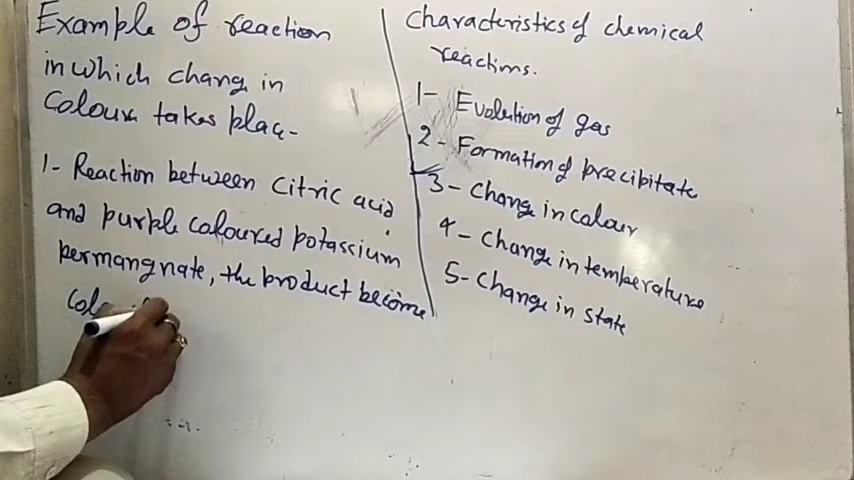 Example of reaction
in which chang in
Colour takes plac-
1- Reaction between Citric acid
and purple coloured potassium
permangnate, the product become
Characteristics of chemical
reactions.
1- Evolution of gas
2- Formation of precipitate
3- Change in colour
4- Change in temperature
5- Change in state